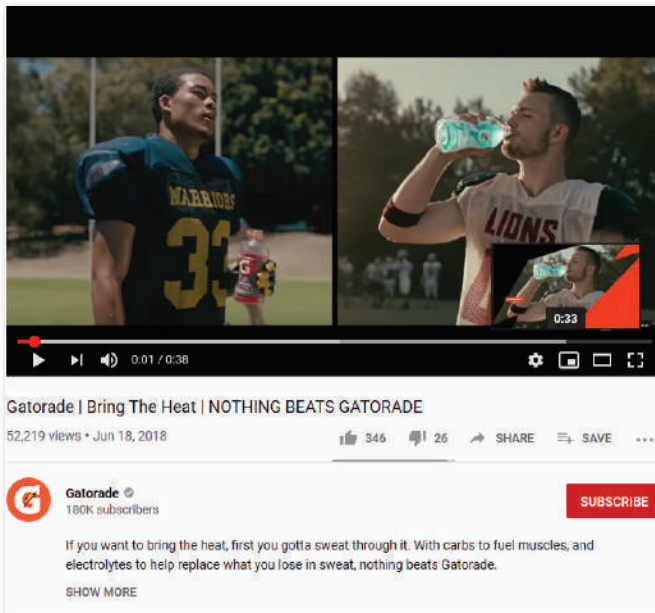 WARRIORS
33
G
LIONS
0:33
0:01 / 0:38
Gatorade | Bring The Heat | NOTHING BEATS GATORADE
52,219 views • Jun 18, 2018
346
26
SHARE
SAVE
G
Gatorade
180K subscribers
SUBSCRIBE
If you want to bring the heat, first you gotta sweat through it. With carbs to fuel muscles, and
electrolytes to help replace what you lose in sweat, nothing beats Gatorade.
SHOW MORE